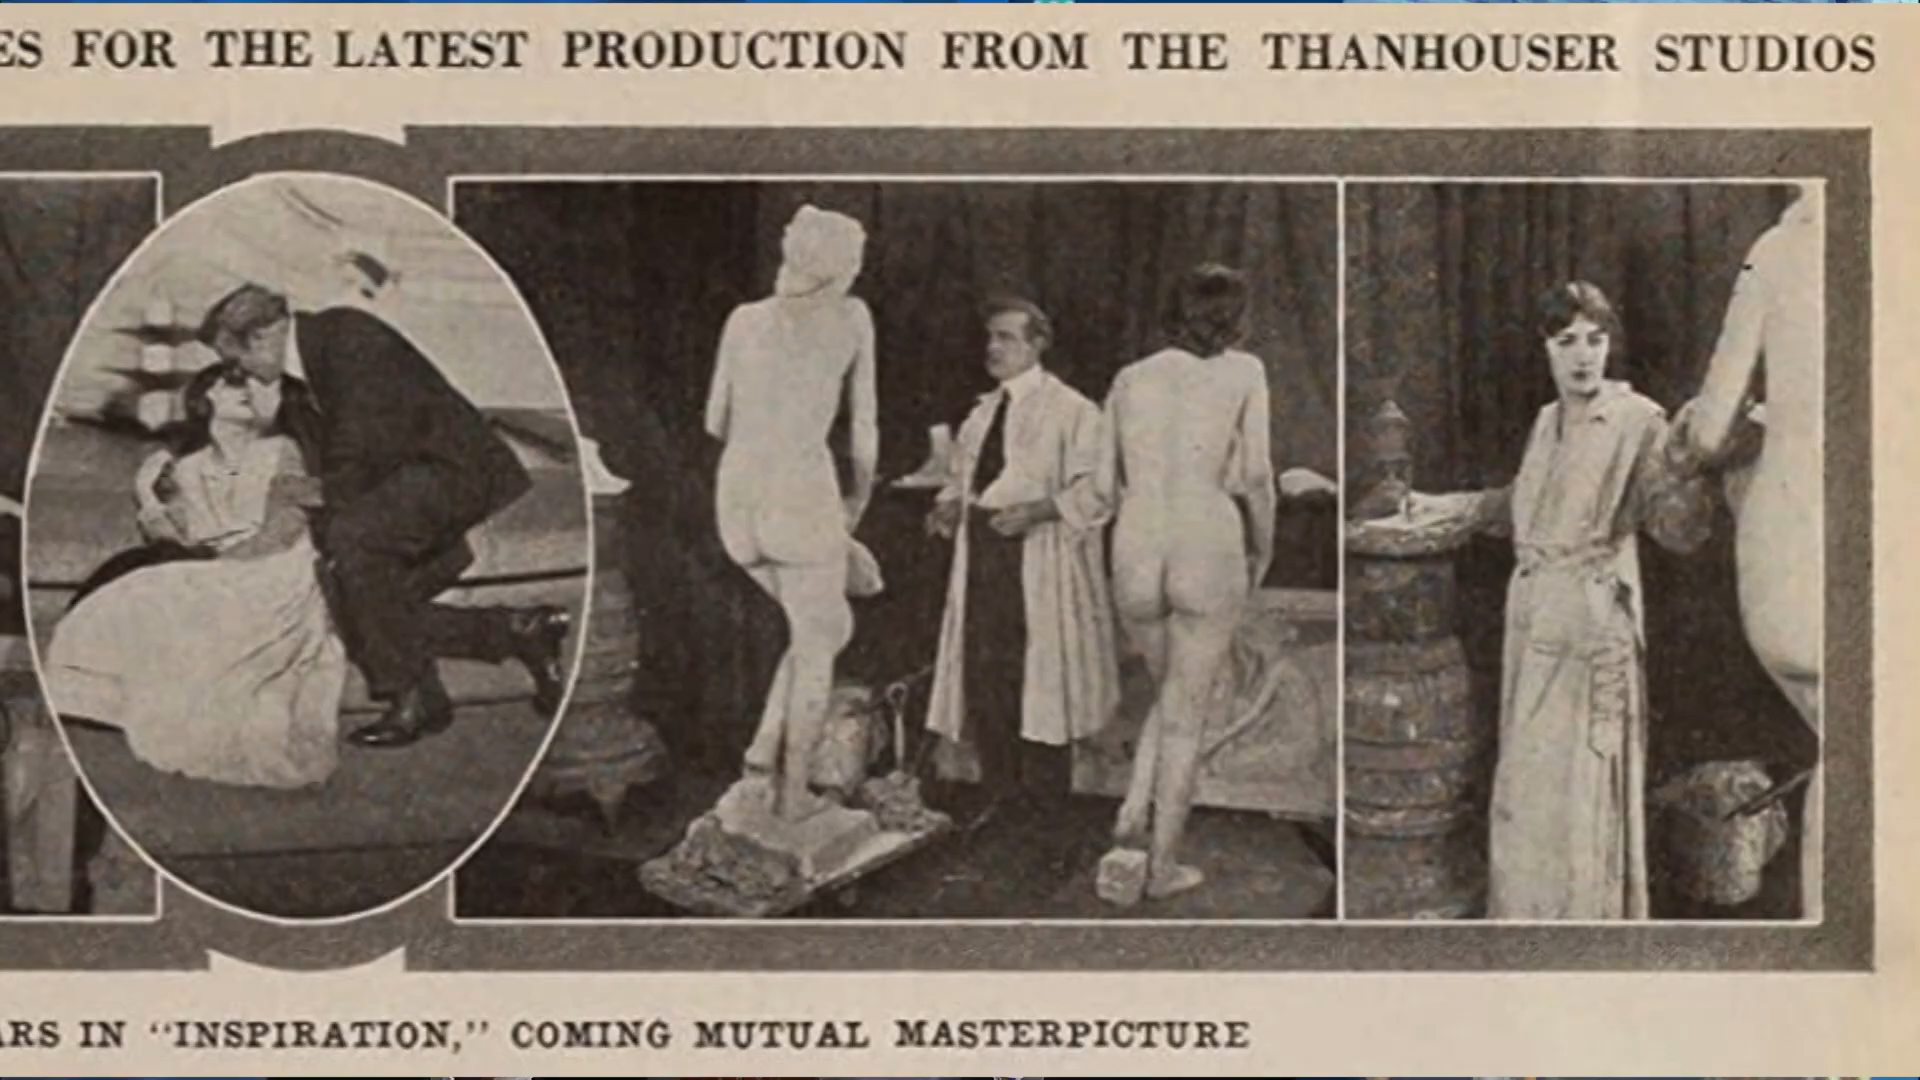 ES FOR THE LATEST PRODUCTION FROM THE THANHOUSER STUDIOS
ARS IN "INSPIRATION," COMING MUTUAL MASTERPICTURE